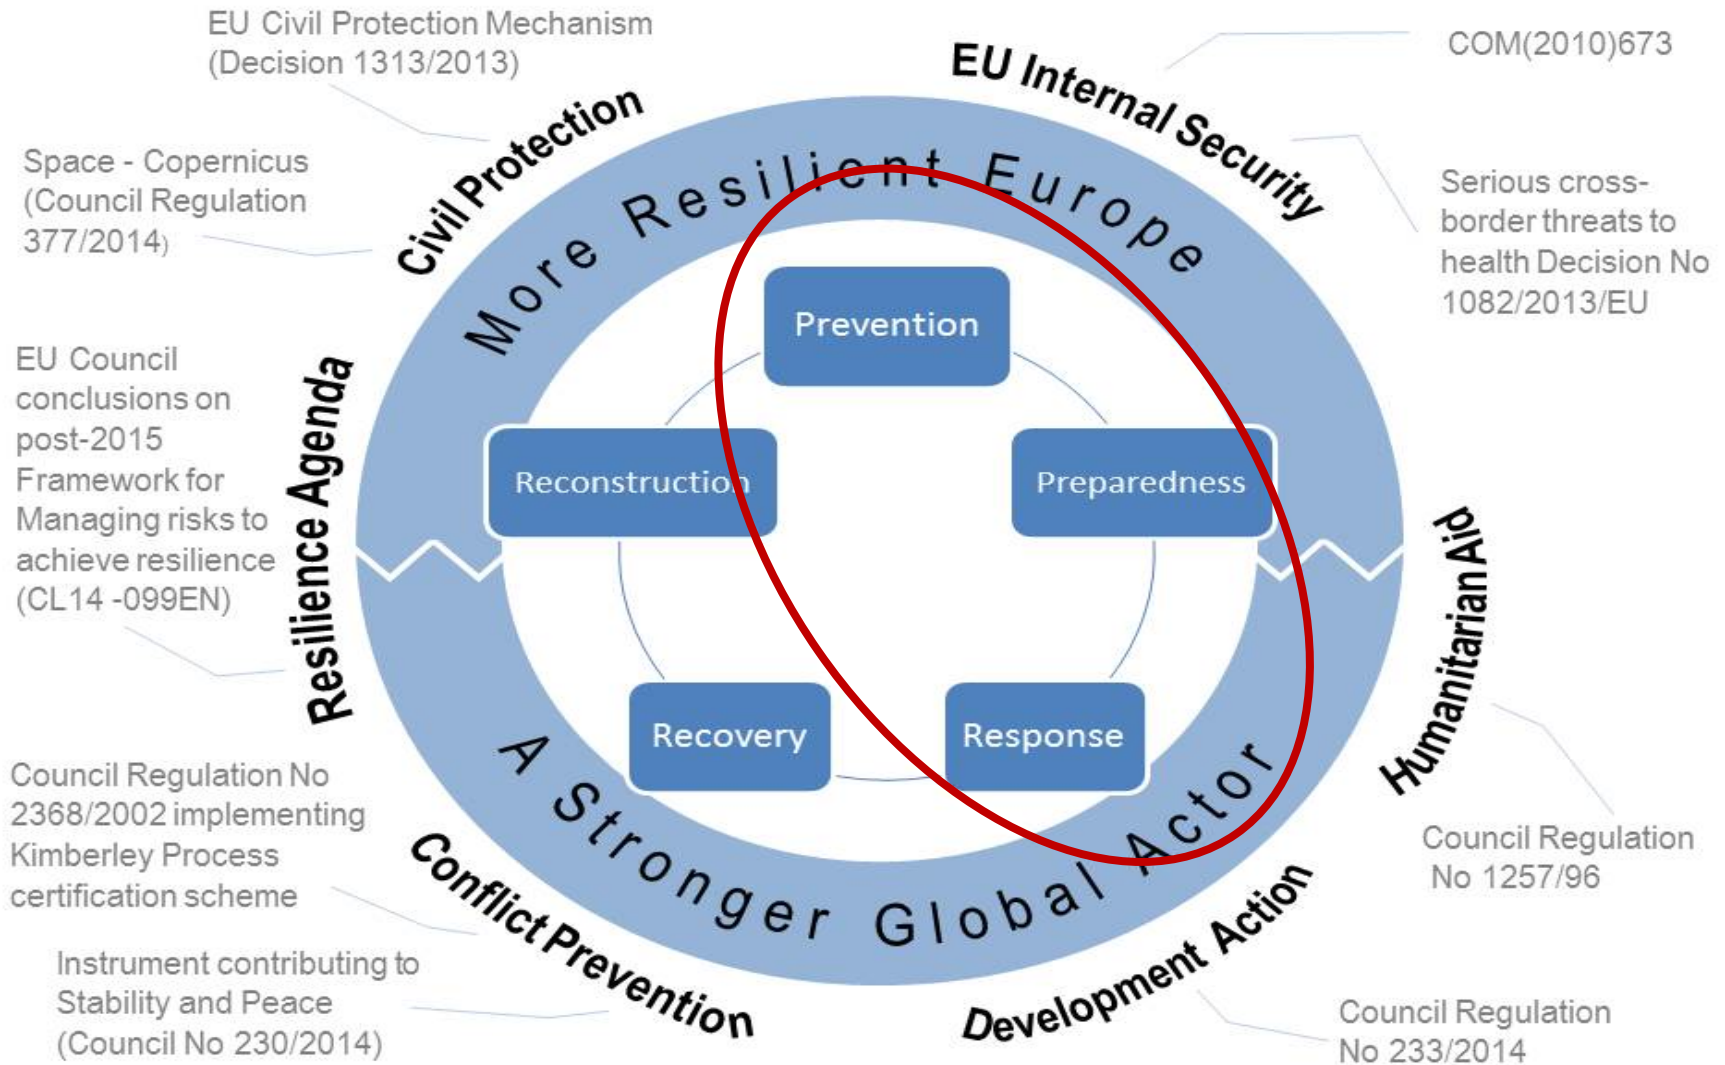 EU Civil Protection Mechanism
(Decision 1313/2013)
EU Internal Security
COM(2010)673
Civil Protection
Space - Copernicus
(Council Regulation
377/2014)
Serious cross-
border threats to
health Decision No
1082/2013/EU
More Resilient Europe
Prevention
EU Council
conclusions on
post-2015
Framework for
Managing risks to
achieve resilience
(CL14 -099EN)
Resilience Agenda
Reconstruction
Preparedness
Humanitarian Aid
Recovery
Response
A Stronger Global Actor
Council Regulation No
2368/2002 implementing
Kimberley Process
certification scheme
Conflict Prevention
Council Regulation
No 1257/96
Development Action
Instrument contributing to
Stability and Peace
(Council No 230/2014)
Council Regulation
No 233/2014